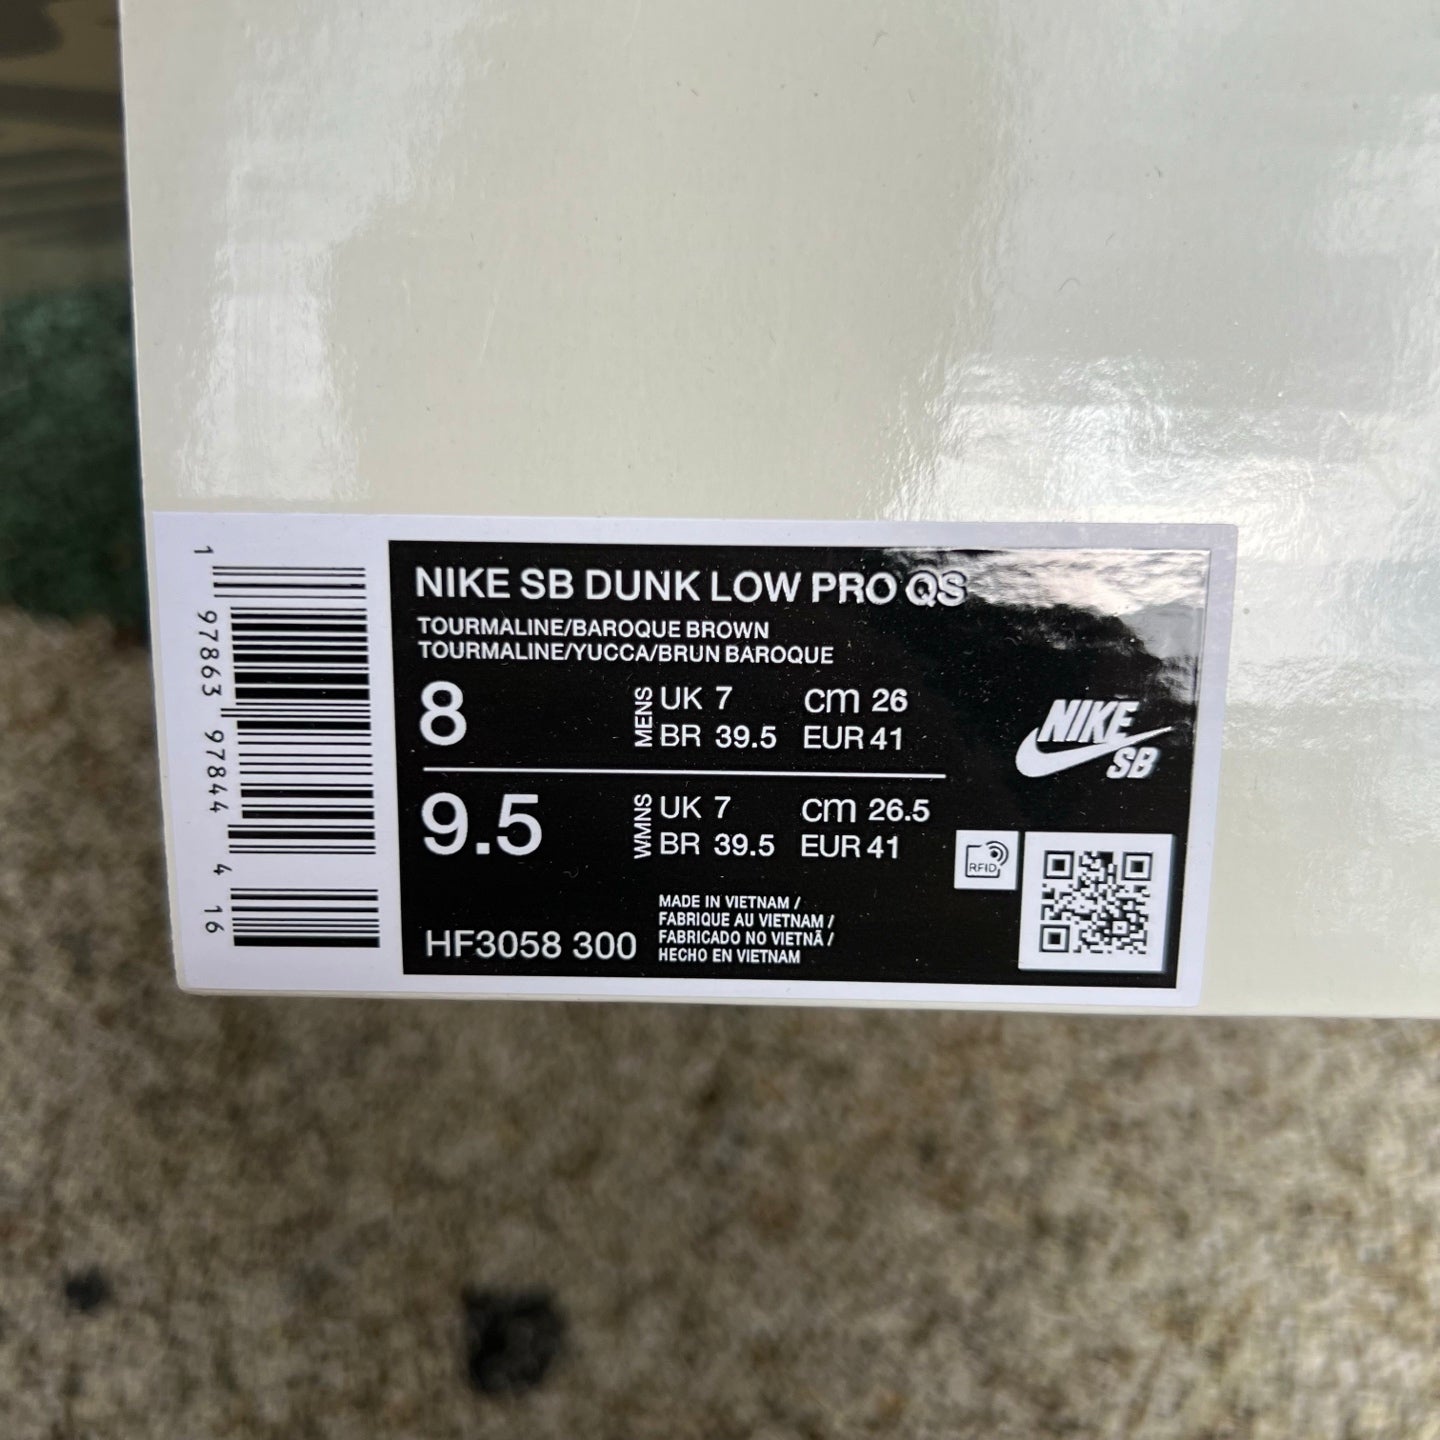 1 97863 97844 4 16
NIKE SB DUNK LOW PRO QS
TOURMALINE/BAROQUE BROWN
TOURMALINE/YUCCA/BRUN BAROQUE
8 MENS UK 7 cm 26
BR 39.5 EUR 41
9.5 WMNS UK 7 cm 26.5
BR 39.5 EUR 41
NIKE
SB
RFID
HF3058 300
MADE IN VIETNAM /
FABRIQUE AU VIETNAM /
FABRICADO NO VIETNÃ /
HECHO EN VIETNAM